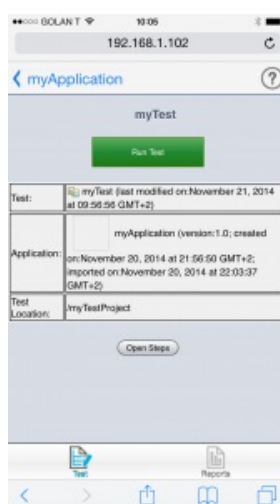 GOLAN T 10:05
192.168.1.102
myApplication ?
myTest
Run Test
Test: myTest (last modified on:November 21, 2014
at 09:56:56 GMT+2)
Application: myApplication (version:1.0; created
on:November 20, 2014 at 21:56:50 GMT+2;
imported on:November 20, 2014 at 22:03:37
GMT+2)
Test
Location: /myTestProject
Open Steps
Test Reports